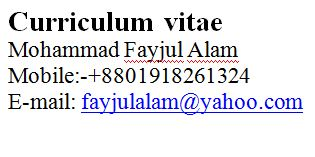 Curriculum vitae
Mohammad Fayjul Alam
Mobile:-+8801918261324
E-mail: fayjulalam@yahoo.com